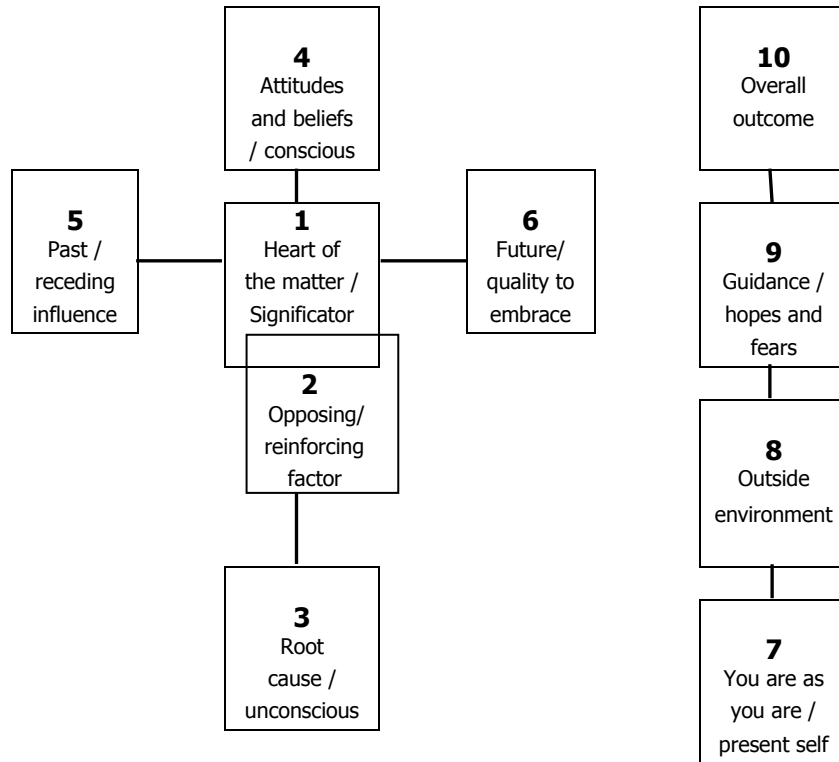 4
Attitudes
and beliefs
/ conscious
10
Overall
outcome
5
Past /
receding
influence
1
Heart of
the matter /
Significator
6
Future/
quality to
embrace
9
Guidance /
hopes and
fears
2
Opposing/
reinforcing
factor
8
Outside
environment
3
Root
cause /
unconscious
7
You are as
you are /
present self